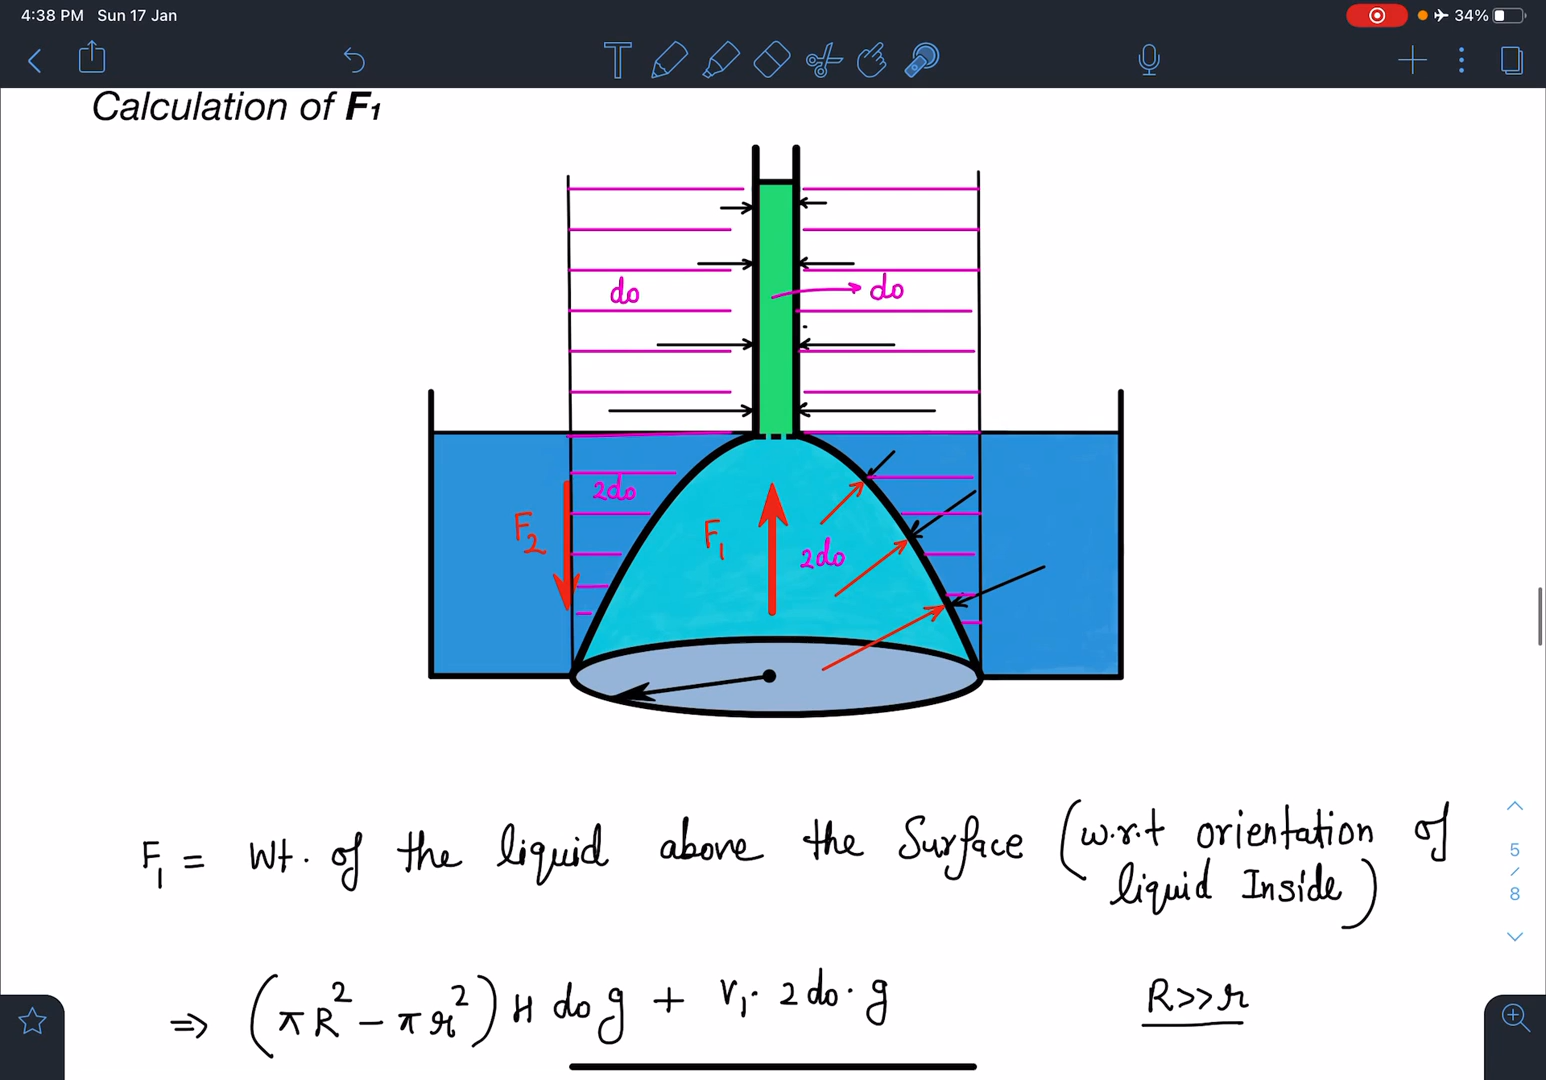 4:38 PM Sun 17 Jan
34%
Calculation of F₁
do
do
2do
F₂
F₁
2do
F₁ = Wt. of the liquid above the Surface (w.r.t orientation of
liquid Inside)
5
/
8
⇒ (πR² - πr²) H do g + V₁. 2do. g
R>>r